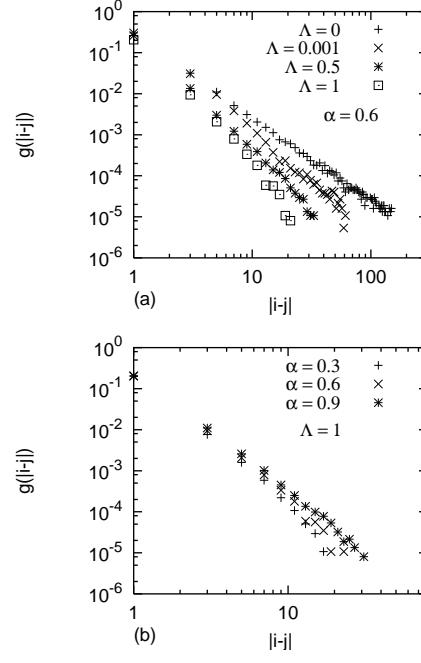 10^0
10^-1
10^-2
10^-3
10^-4
10^-5
10^-6
g(|i-j|)
Λ = 0 +
Λ = 0.001 ×
Λ = 0.5 ∗
Λ = 1 ⊡
α = 0.6
1 10 100
(a) |i-j|
10^0
10^-1
10^-2
10^-3
10^-4
10^-5
10^-6
g(|i-j|)
α = 0.3 +
α = 0.6 ×
α = 0.9 ∗
Λ = 1
1 10
(b) |i-j|